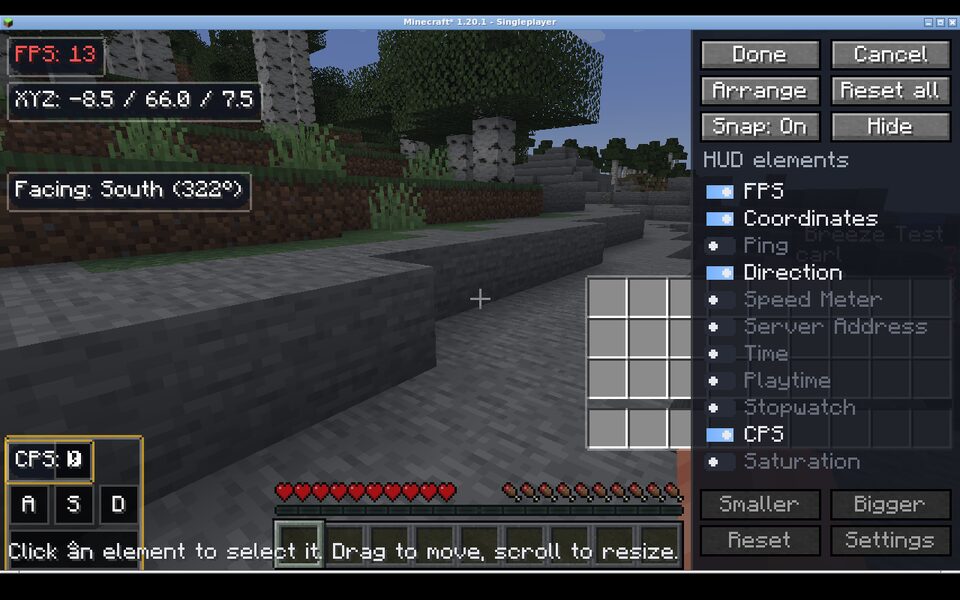 Minecraft* 1.20.1 - Singleplayer
FPS: 13
XYZ: -8.5 / 66.0 / 7.5
Facing: South (322°)
CPS: 0
A S D
Click an element to select it. Drag to move, scroll to resize.
Done Cancel
Arrange Reset all
Snap: On Hide
HUD elements
FPS
Coordinates
Ping
Direction
Speed Meter
Server Address
Time
Playtime
Stopwatch
CPS
Saturation
Breeze Test
carl
Smaller Bigger
Reset Settings